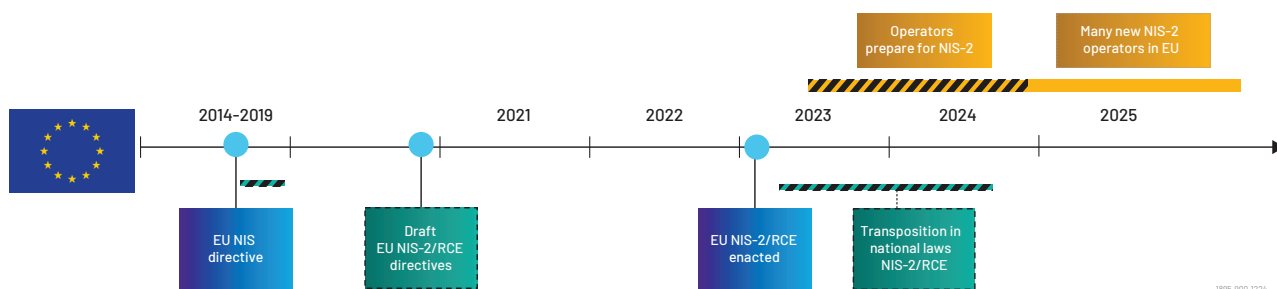 Operators
prepare for NIS-2
Many new NIS-2
operators in EU
2014-2019
2021
2022
2023
2024
2025
EU NIS
directive
Draft
EU NIS-2/RCE
directives
EU NIS-2/RCE
enacted
Transposition in
national laws
NIS-2/RCE